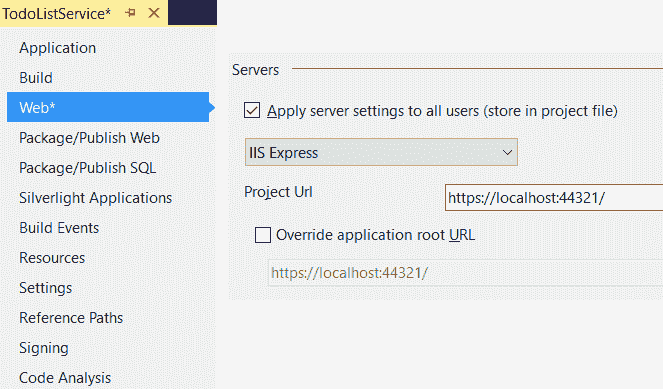 TodoListService*
Application
Build
Web*
Package/Publish Web
Package/Publish SQL
Silverlight Applications
Build Events
Resources
Settings
Reference Paths
Signing
Code Analysis
Servers
Apply server settings to all users (store in project file)
IIS Express
Project Url
https://localhost:44321/
Override application root URL
https://localhost:44321/